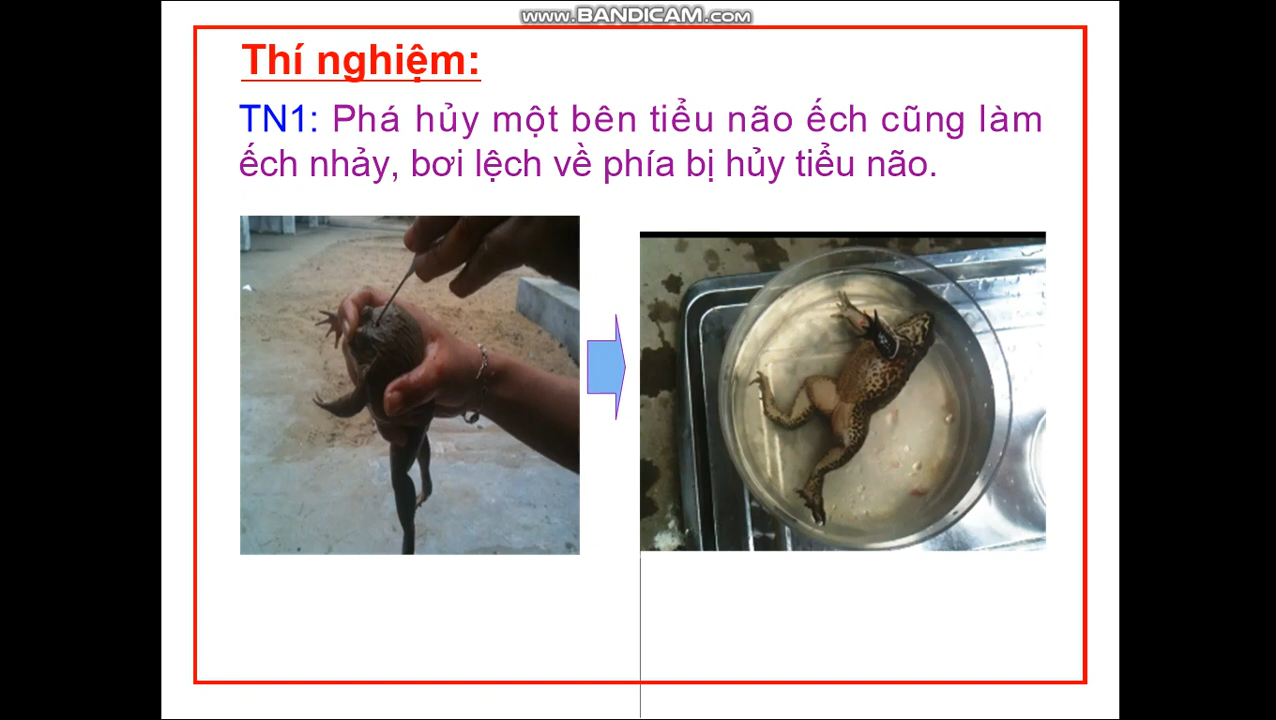 www.BANDICAM.com
Thí nghiệm:
TN1: Phá hủy một bên tiểu não ếch cũng làm
ếch nhảy, bơi lệch về phía bị hủy tiểu não.